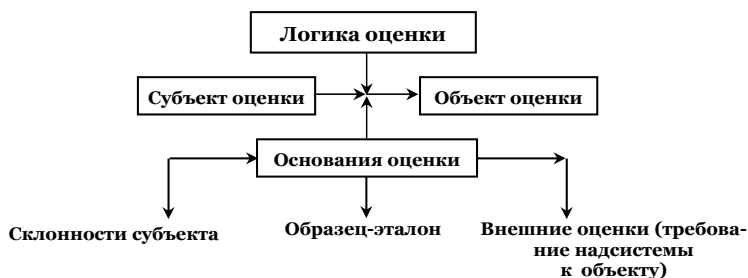 Логика оценки
Субъект оценки
Объект оценки
Основания оценки
Склонности субъекта
Образец-эталон
Внешние оценки (требова-
ние надсистемы
к объекту)